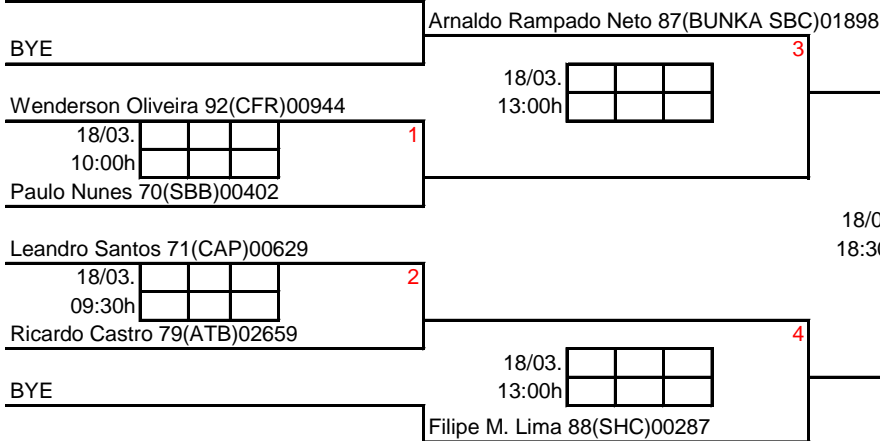 Arnaldo Rampado Neto 87(BUNKA SBC)01898
BYE
3
18/03.
13:00h
Wenderson Oliveira 92(CFR)00944
18/03.
1
10:00h
Paulo Nunes 70(SBB)00402
Leandro Santos 71(CAP)00629
18/03.
2
09:30h
Ricardo Castro 79(ATB)02659
4
18/03.
13:00h
BYE
Filipe M. Lima 88(SHC)00287